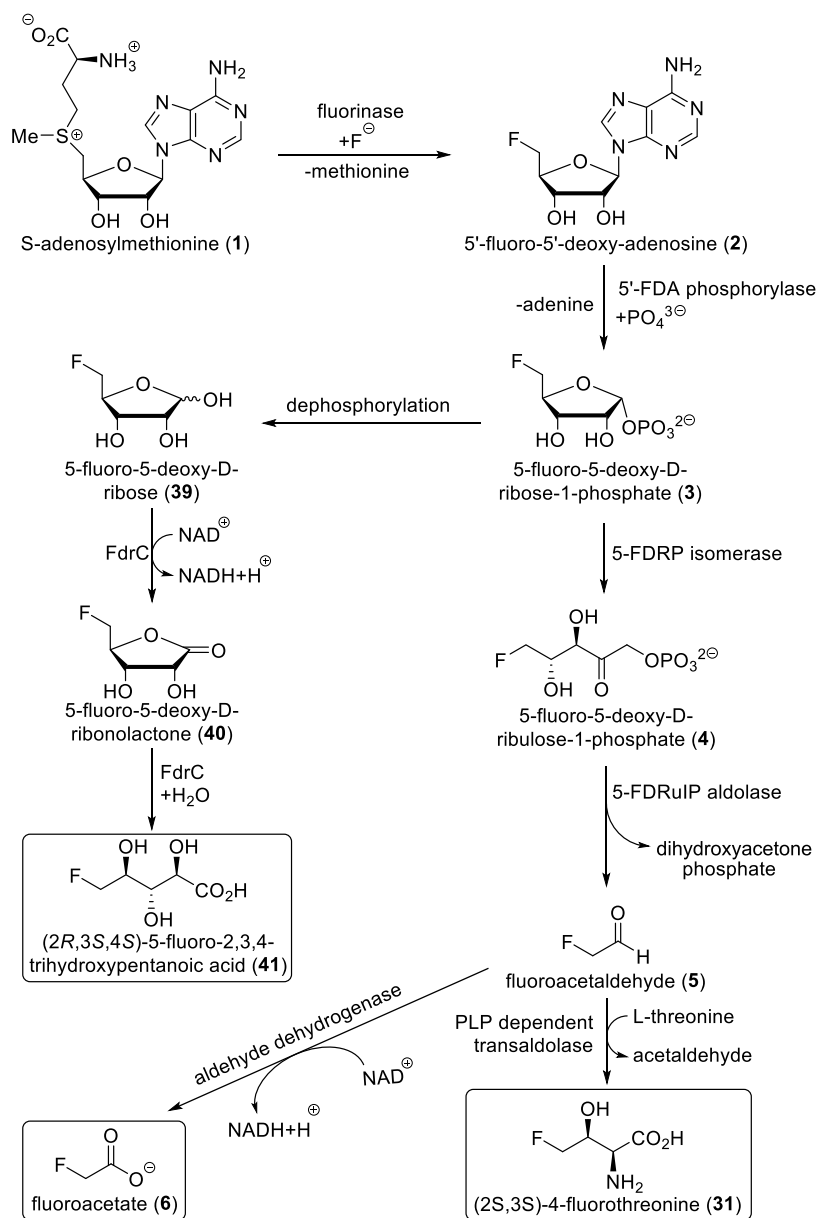 ⊖
O2C
NH3⊕
NH2
N
N
N
N
Me
S⊕
O
OH OH
S-adenosylmethionine (1)
fluorinase
+F⊖
-methionine
NH2
N
N
N
N
F
O
OH OH
5'-fluoro-5'-deoxy-adenosine (2)
-adenine
5'-FDA phosphorylase
+PO4 3⊖
F
O
OH
HO OH
5-fluoro-5-deoxy-D-
ribose (39)
dephosphorylation
F
O
HO HO
OPO3 2⊖
5-fluoro-5-deoxy-D-
ribose-1-phosphate (3)
FdrC
NAD⊕
NADH+H⊕
5-FDRP isomerase
F
O
O
HO OH
5-fluoro-5-deoxy-D-
ribonolactone (40)
OH
F
OH O
OPO3 2⊖
5-fluoro-5-deoxy-D-
ribulose-1-phosphate (4)
FdrC
+H2O
5-FDRuIP aldolase
dihydroxyacetone
phosphate
OH OH
F
CO2H
OH
(2R,3S,4S)-5-fluoro-2,3,4-
trihydroxypentanoic acid (41)
O
F
H
fluoroacetaldehyde (5)
aldehyde dehydrogenase
NAD⊕
NADH+H⊕
PLP dependent
transaldolase
L-threonine
acetaldehyde
O
F
O⊖
fluoroacetate (6)
OH
F
CO2H
NH2
(2S,3S)-4-fluorothreonine (31)